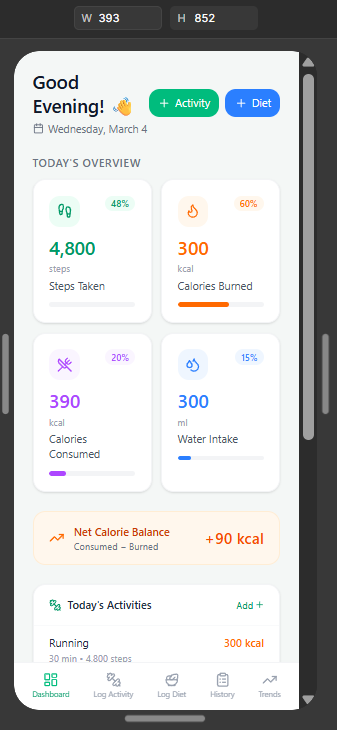 W 393 H 852
Good
Evening! 👋
+ Activity + Diet
Wednesday, March 4
TODAY'S OVERVIEW
48%
4,800
steps
Steps Taken
60%
300
kcal
Calories Burned
20%
390
kcal
Calories
Consumed
15%
300
ml
Water Intake
Net Calorie Balance
Consumed − Burned
+90 kcal
Today's Activities Add +
Running 300 kcal
30 min • 4,800 steps
Dashboard Log Activity Log Diet History Trends